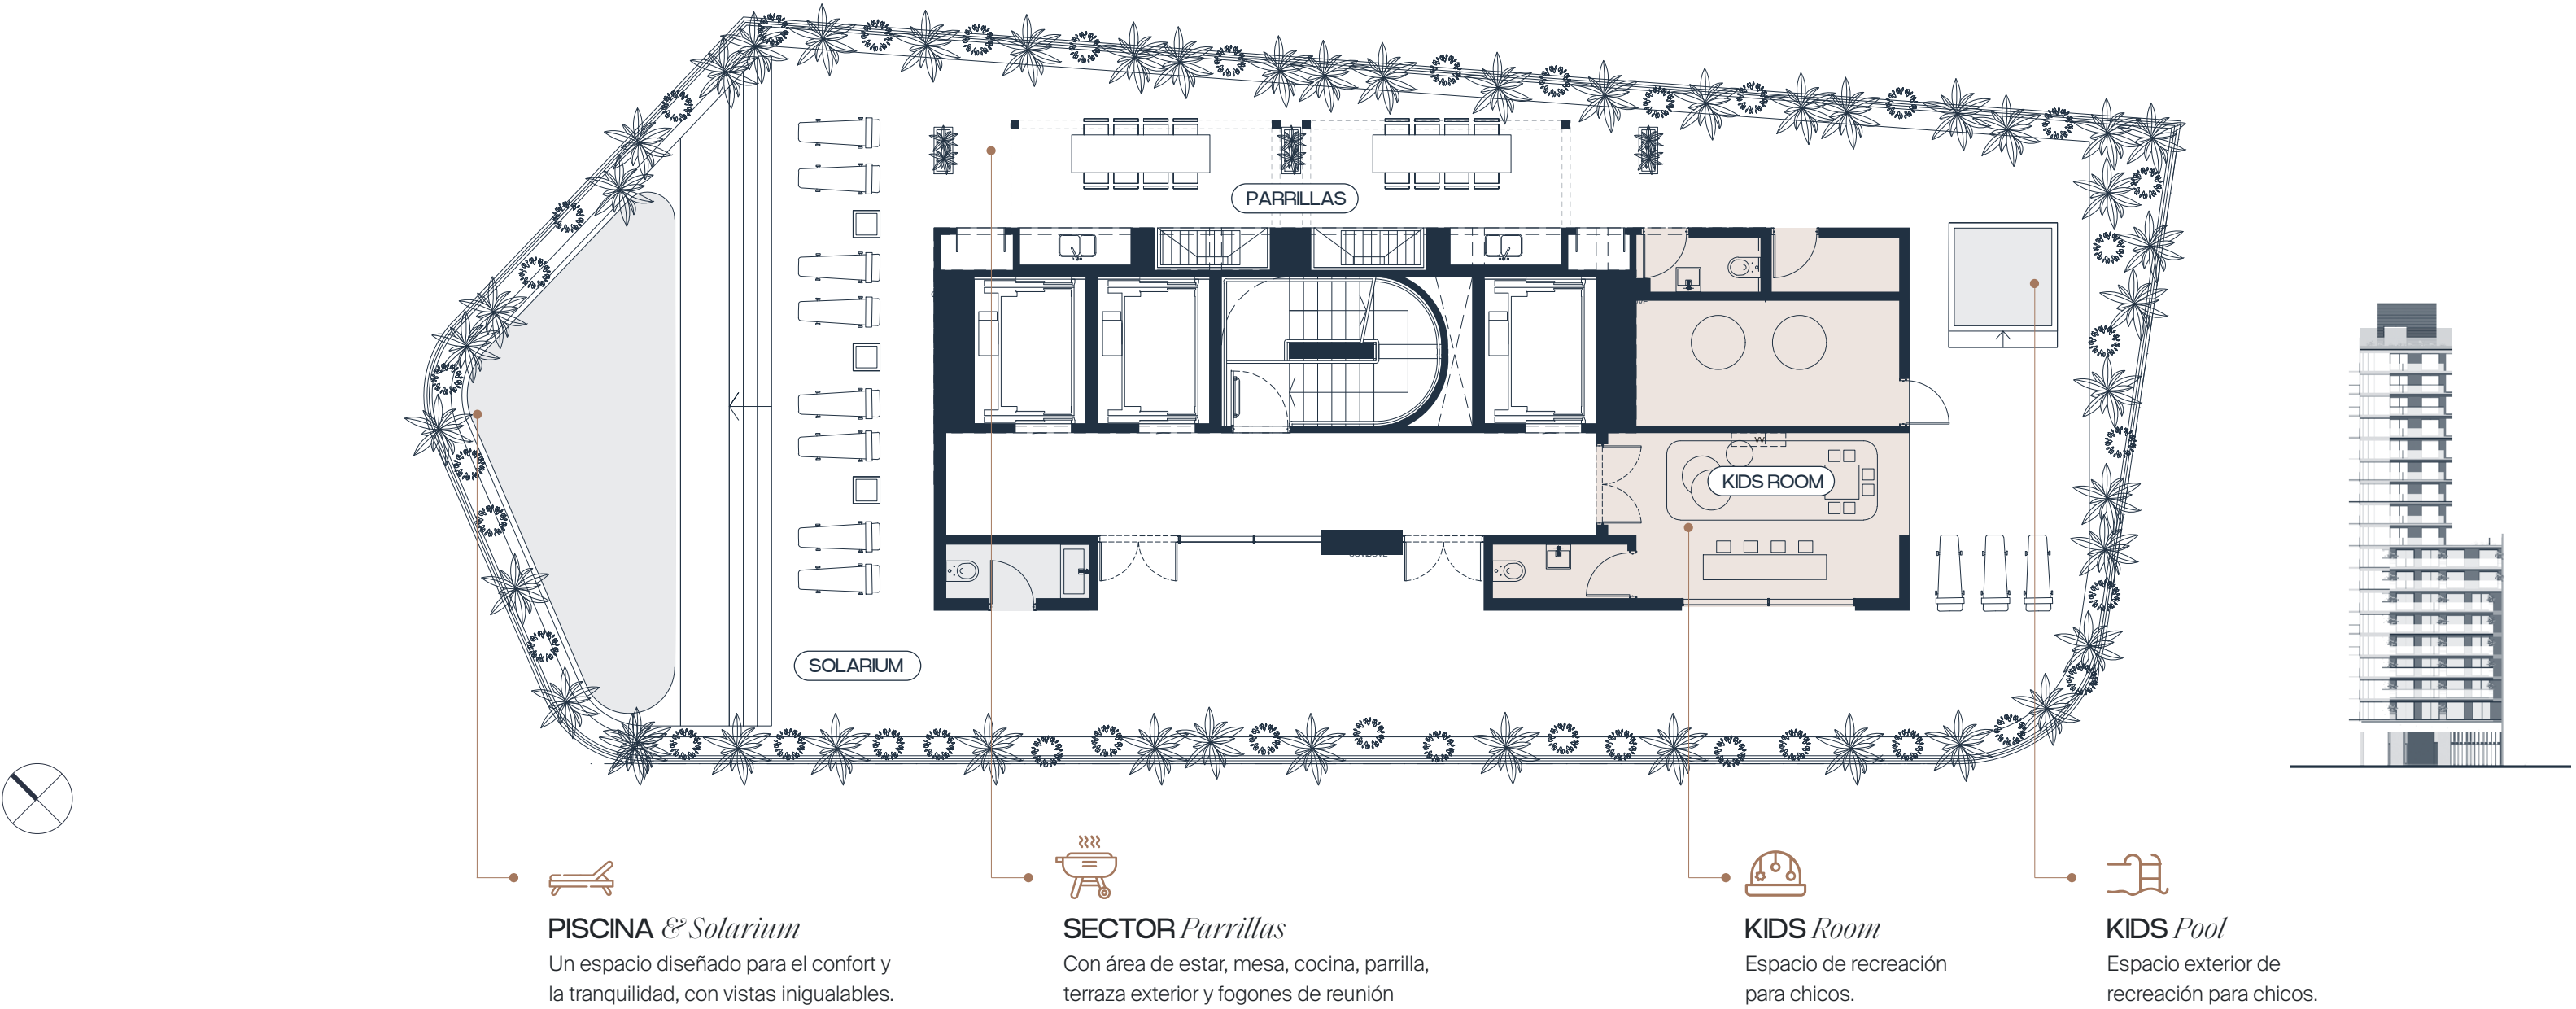 PARRILLAS
KIDS ROOM
SOLARIUM
PISCINA & Solarium
Un espacio diseñado para el confort y
la tranquilidad, con vistas inigualables.
SECTOR Parrillas
Con área de estar, mesa, cocina, parrilla,
terraza exterior y fogones de reunión
KIDS Room
Espacio de recreación
para chicos.
KIDS Pool
Espacio exterior de
recreación para chicos.